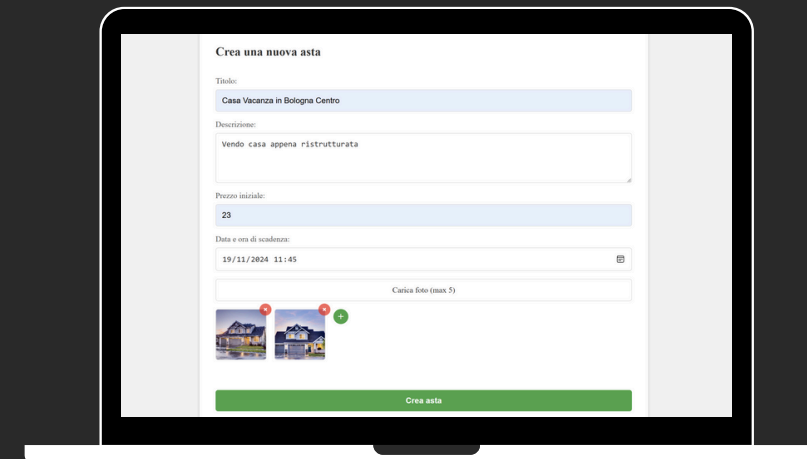 Crea una nuova asta
Titolo:
Casa Vacanza in Bologna Centro
Descrizione:
Vendo casa appena ristrutturata
Prezzo iniziale:
23
Data e ora di scadenza:
19/11/2024 11:45
Carica foto (max 5)
Crea asta